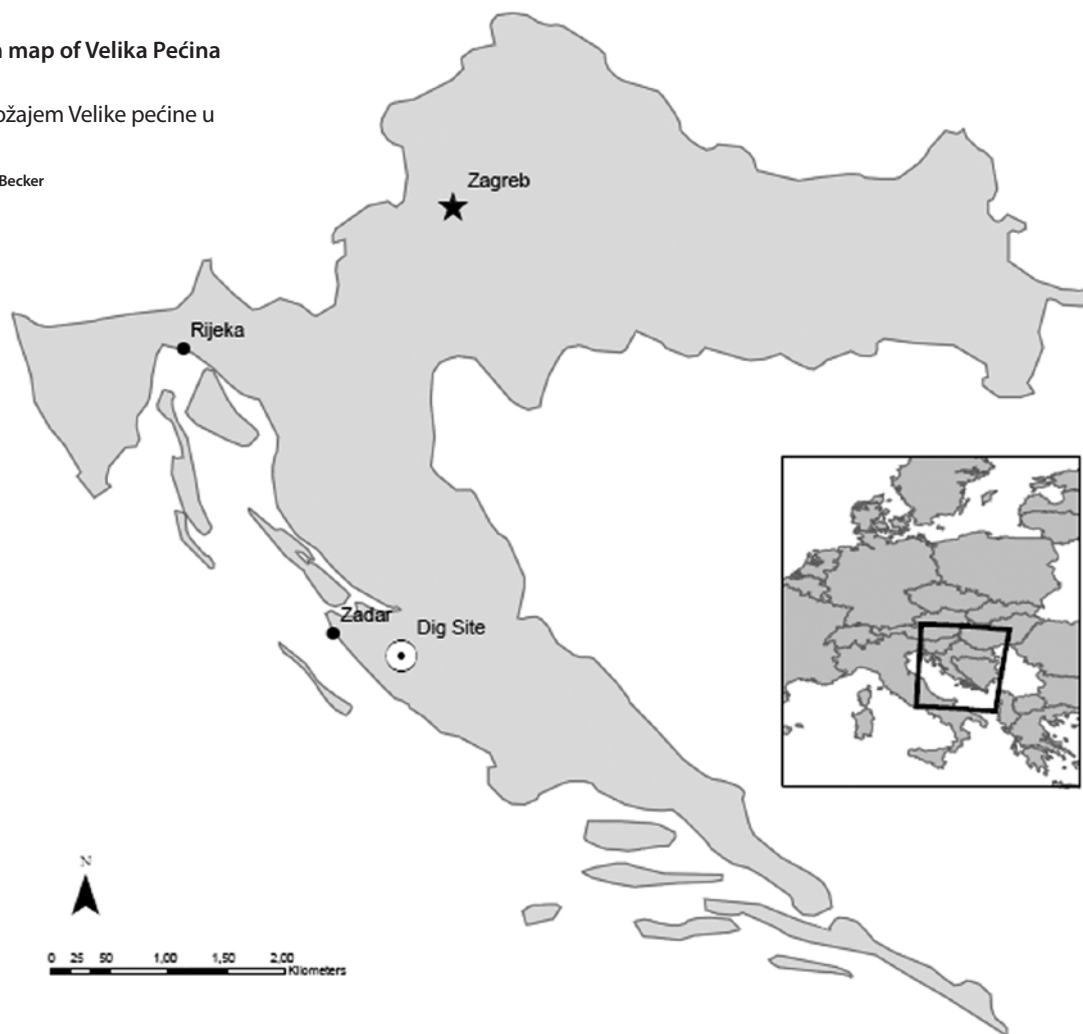 map of Velika Pećina
ožajem Velike pećine u
Becker
Zagreb
Rijeka
Zadar
Dig Site
N
0 25 50 1,00 1,50 2,00
Kilometers